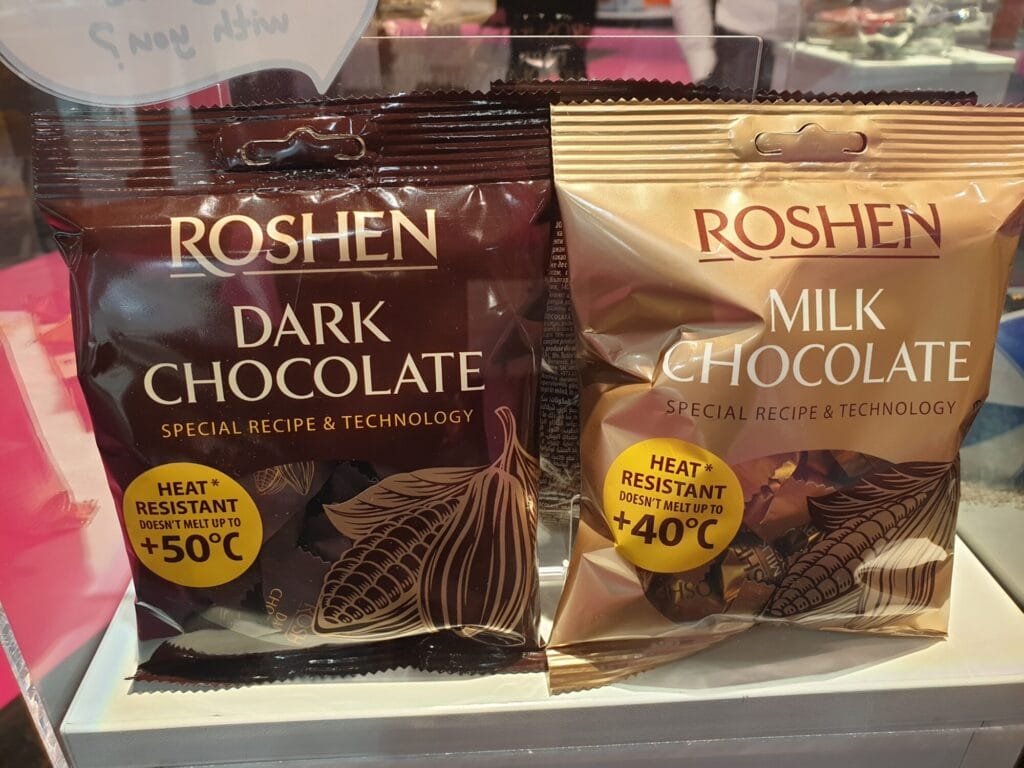 with you?
ROSHEN
DARK
CHOCOLATE
SPECIAL RECIPE & TECHNOLOGY
HEAT*
RESISTANT
DOESN'T MELT UP TO
+50°C
ROSHEN
MILK
CHOCOLATE
SPECIAL RECIPE & TECHNOLOGY
HEAT*
RESISTANT
DOESN'T MELT UP TO
+40°C